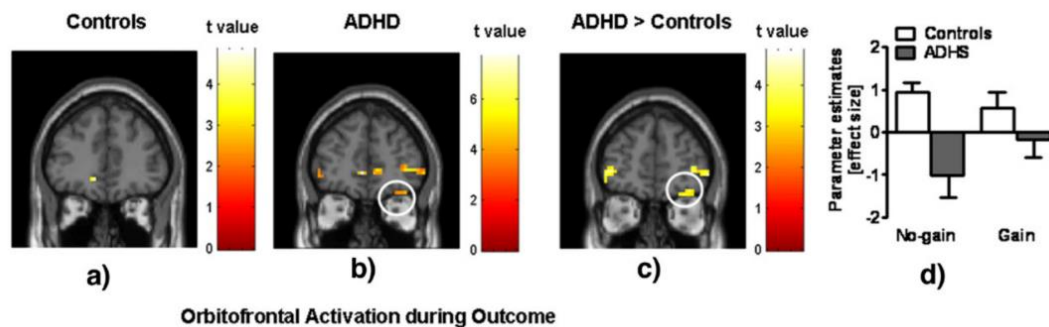 Controls
t value
4
3
2
1
0
a)
ADHD
t value
6
4
2
0
b)
ADHD > Controls
t value
4
3
2
1
0
c)
Controls
ADHS
Parameter estimates
[effect size]
2
1
0
-1
-2
No-gain
Gain
d)
Orbitofrontal Activation during Outcome